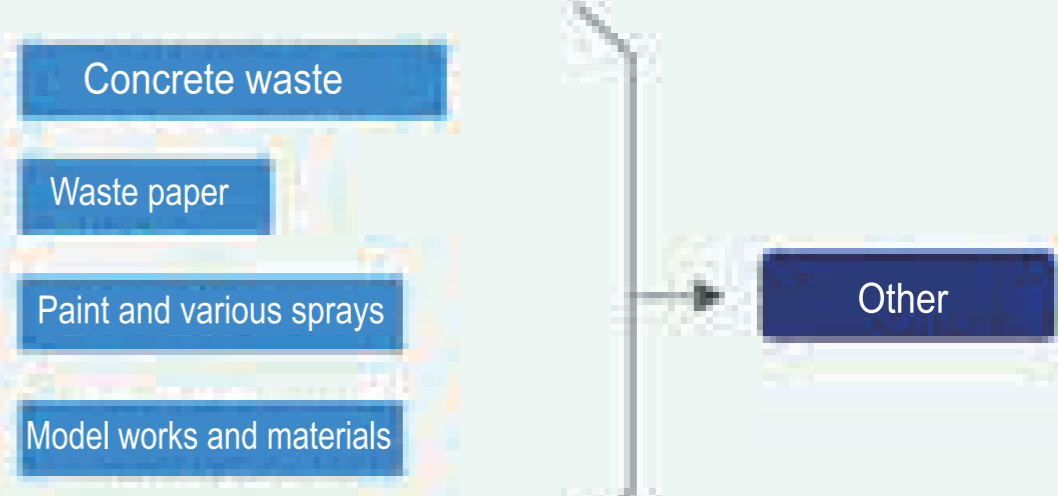 Concrete waste
Waste paper
Paint and various sprays
Other
Model works and materials